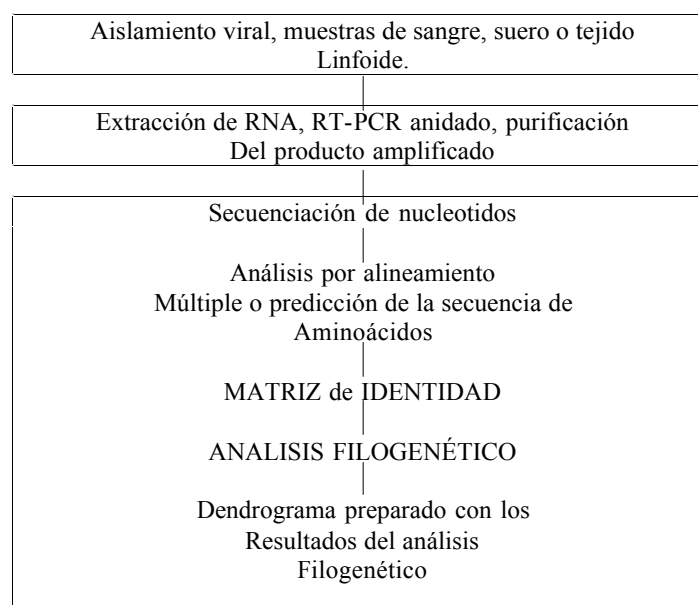 Aislamiento viral, muestras de sangre, suero o tejido
Linfoide.
Extracción de RNA, RT-PCR anidado, purificación
Del producto amplificado
Secuenciación de nucleotidos
Análisis por alineamiento
Múltiple o predicción de la secuencia de
Aminoácidos
MATRIZ de IDENTIDAD
ANALISIS FILOGENÉTICO
Dendrograma preparado con los
Resultados del análisis
Filogenético